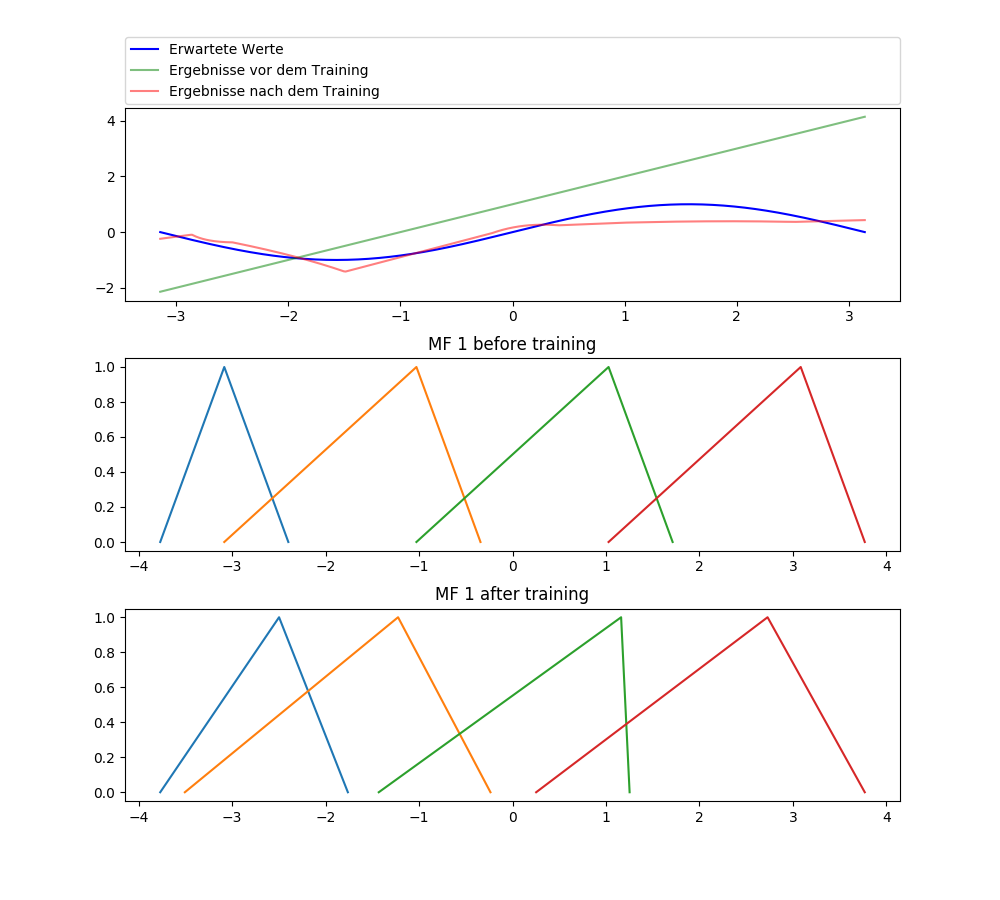 Erwartete Werte
Ergebnisse vor dem Training
Ergebnisse nach dem Training
4
2
0
−2
−3 −2 −1 0 1 2 3
MF 1 before training
1.0
0.8
0.6
0.4
0.2
0.0
−4 −3 −2 −1 0 1 2 3 4
MF 1 after training
1.0
0.8
0.6
0.4
0.2
0.0
−4 −3 −2 −1 0 1 2 3 4